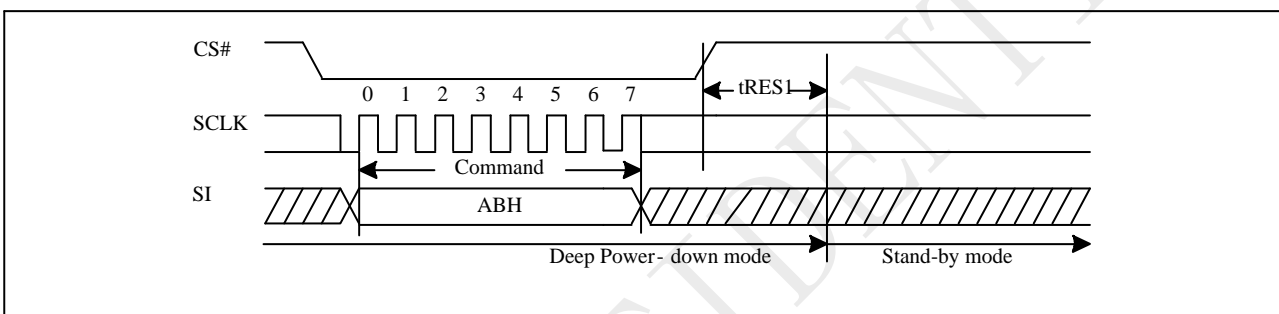 CS#
tRES1
0 1 2 3 4 5 6 7
SCLK
Command
SI
ABH
Deep Power- down mode Stand-by mode